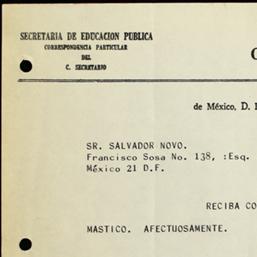 SECRETARIA DE EDUCACION PUBLICA
CORRESPONDENCIA PARTICULAR
DEL
C. SECRETARIO
de México, D.
SR. SALVADOR NOVO.
Francisco Sosa No. 138, :Esq.
México 21 D.F.
RECIBA CO
MASTICO. AFECTUOSAMENTE.